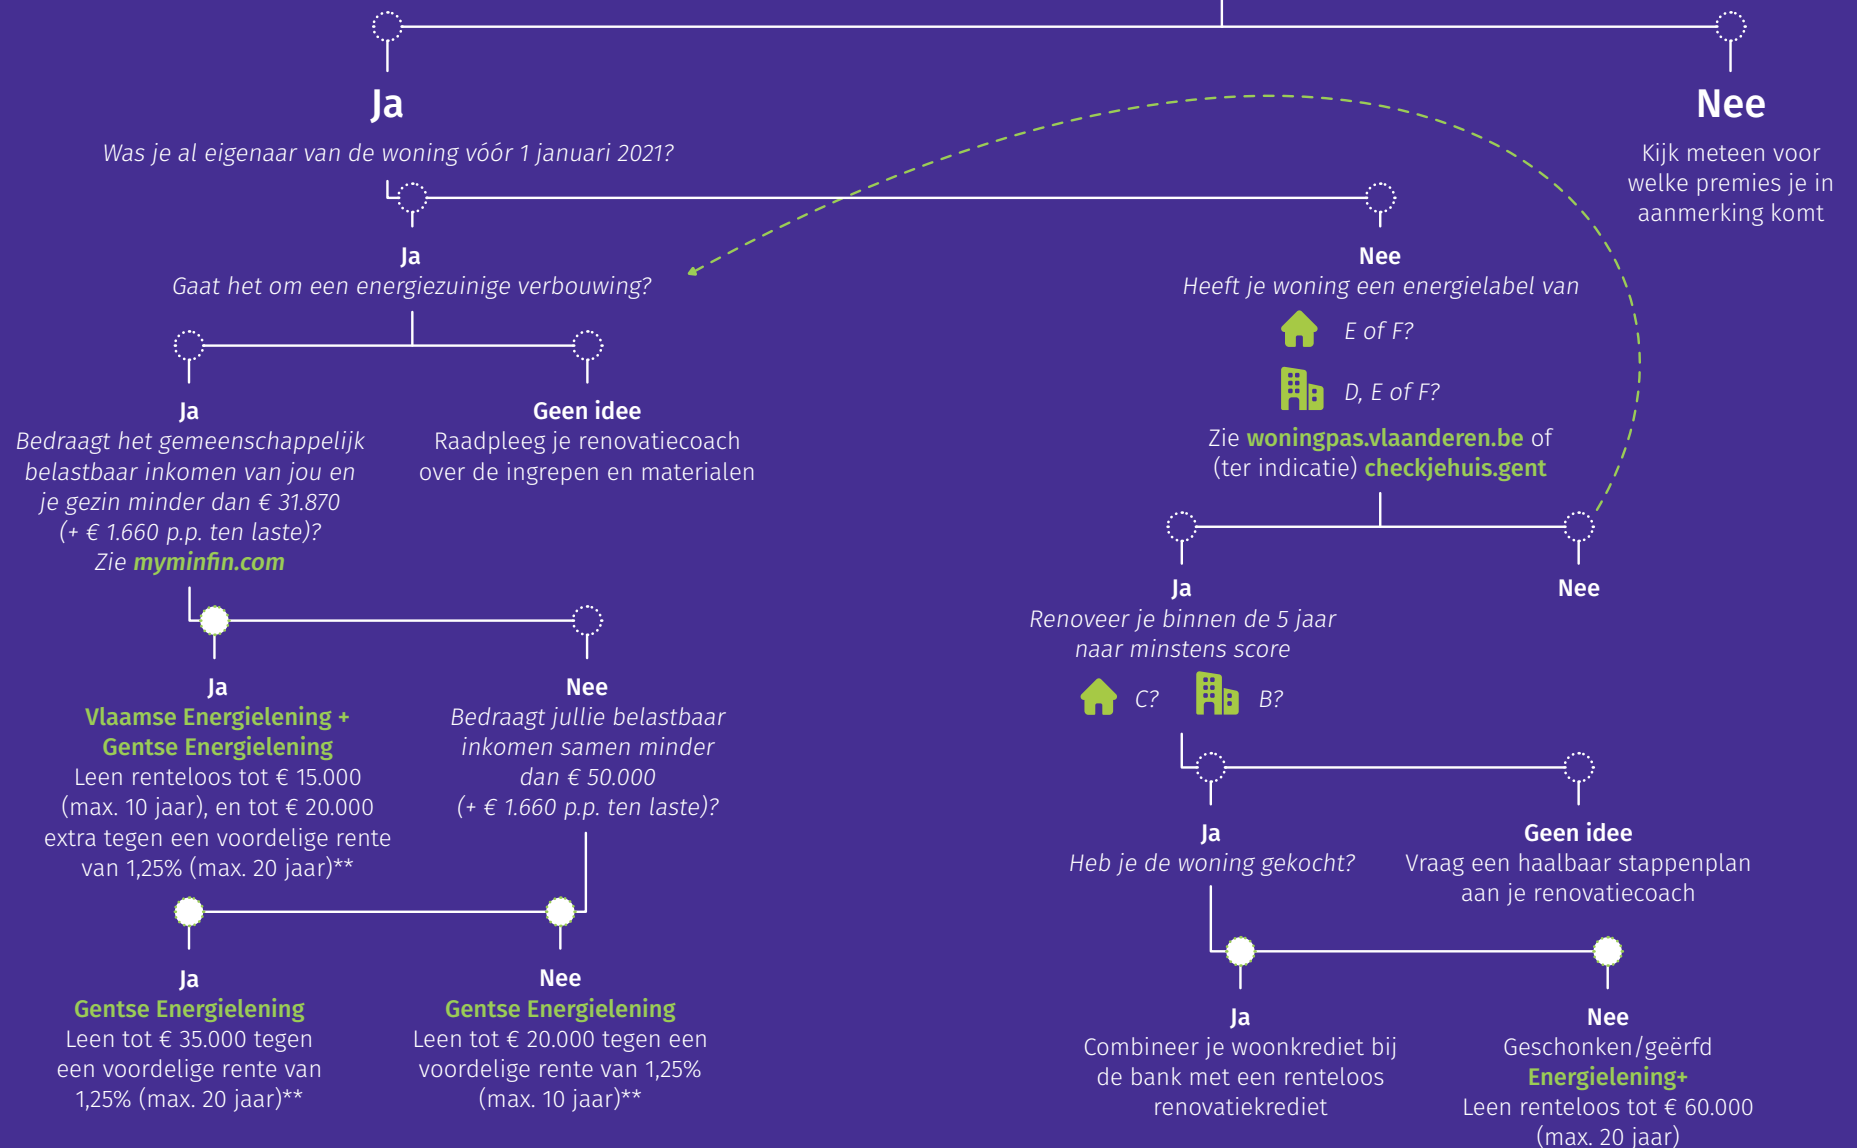 Ja
Was je al eigenaar van de woning vóór 1 januari 2021?
Nee
Kijk meteen voor
welke premies je in
aanmerking komt
Ja
Gaat het om een energiezuinige verbouwing?
Nee
Heeft je woning een energielabel van
E of F?
D, E of F?
Zie woningpas.vlaanderen.be of
(ter indicatie) checkjehuis.gent
Ja
Bedraagt het gemeenschappelijk
belastbaar inkomen van jou en
je gezin minder dan € 31.870
(+ € 1.660 p.p. ten laste)?
Zie myminfin.com
Geen idee
Raadpleeg je renovatiecoach
over de ingrepen en materialen
Ja
Renoveer je binnen de 5 jaar
naar minstens score
C?
B?
Nee
Ja
Vlaamse Energielening +
Gentse Energielening
Leen renteloos tot € 15.000
(max. 10 jaar), en tot € 20.000
extra tegen een voordelige rente
van 1,25% (max. 20 jaar)**
Nee
Bedraagt jullie belastbaar
inkomen samen minder
dan € 50.000
(+ € 1.660 p.p. ten laste)?
Ja
Heb je de woning gekocht?
Geen idee
Vraag een haalbaar stappenplan
aan je renovatiecoach
Ja
Gentse Energielening
Leen tot € 35.000 tegen
een voordelige rente van
1,25% (max. 20 jaar)**
Nee
Gentse Energielening
Leen tot € 20.000 tegen een
voordelige rente van 1,25%
(max. 10 jaar)**
Ja
Combineer je woonkrediet bij
de bank met een renteloos
renovatiekrediet
Nee
Geschonken/geërfd
Energielening+
Leen renteloos tot € 60.000
(max. 20 jaar)